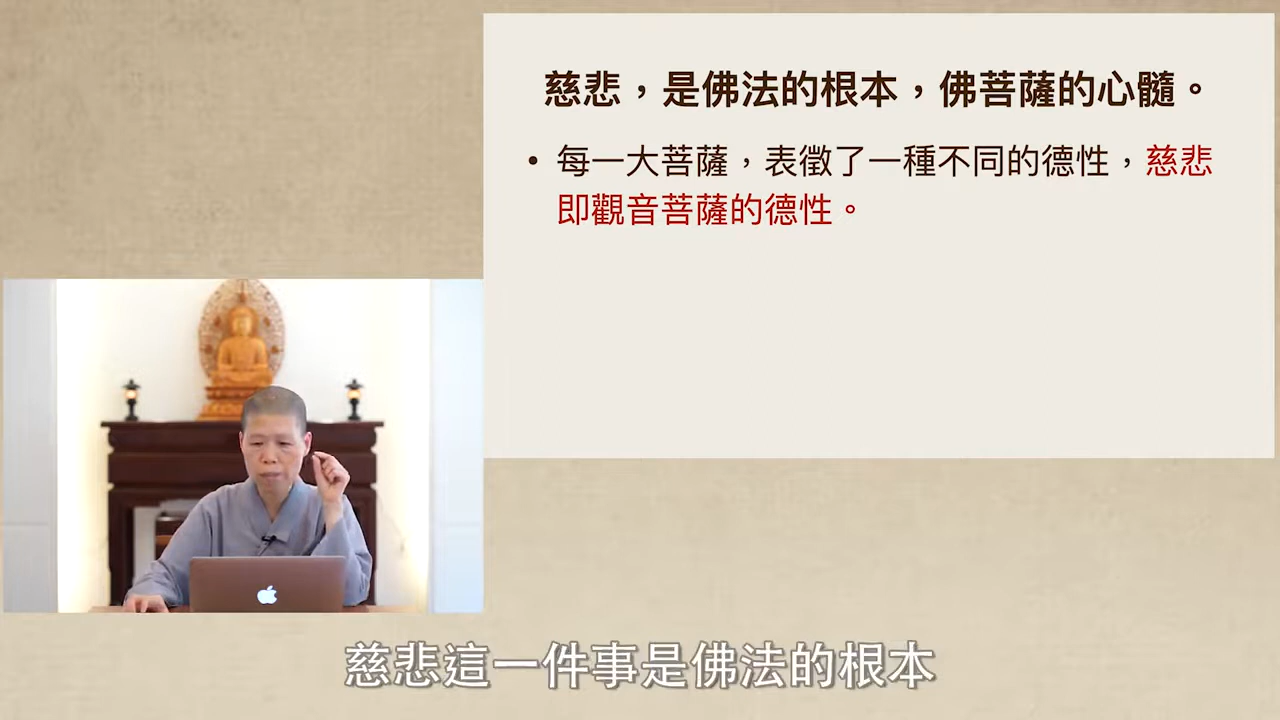 慈悲，是佛法的根本，佛菩薩的心髓。
• 每一大菩薩，表徵了一種不同的德性，慈悲
即觀音菩薩的德性。
慈悲這一件事是佛法的根本